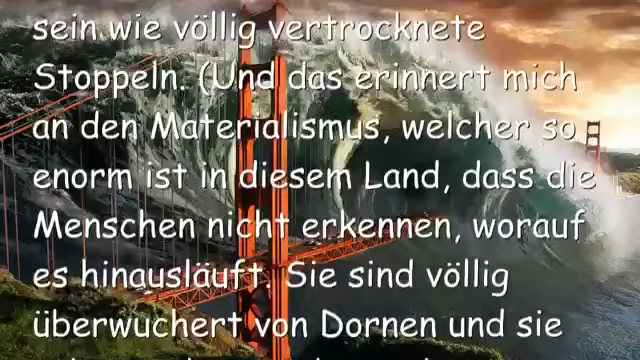 sein wie völlig vertrocknete
Stoppeln. (Und das erinnert mich
an den Materialismus, welcher so
enorm ist in diesem Land, dass die
Menschen nicht erkennen, worauf
es hinausläuft. Sie sind völlig
überwuchert von Dornen und sie